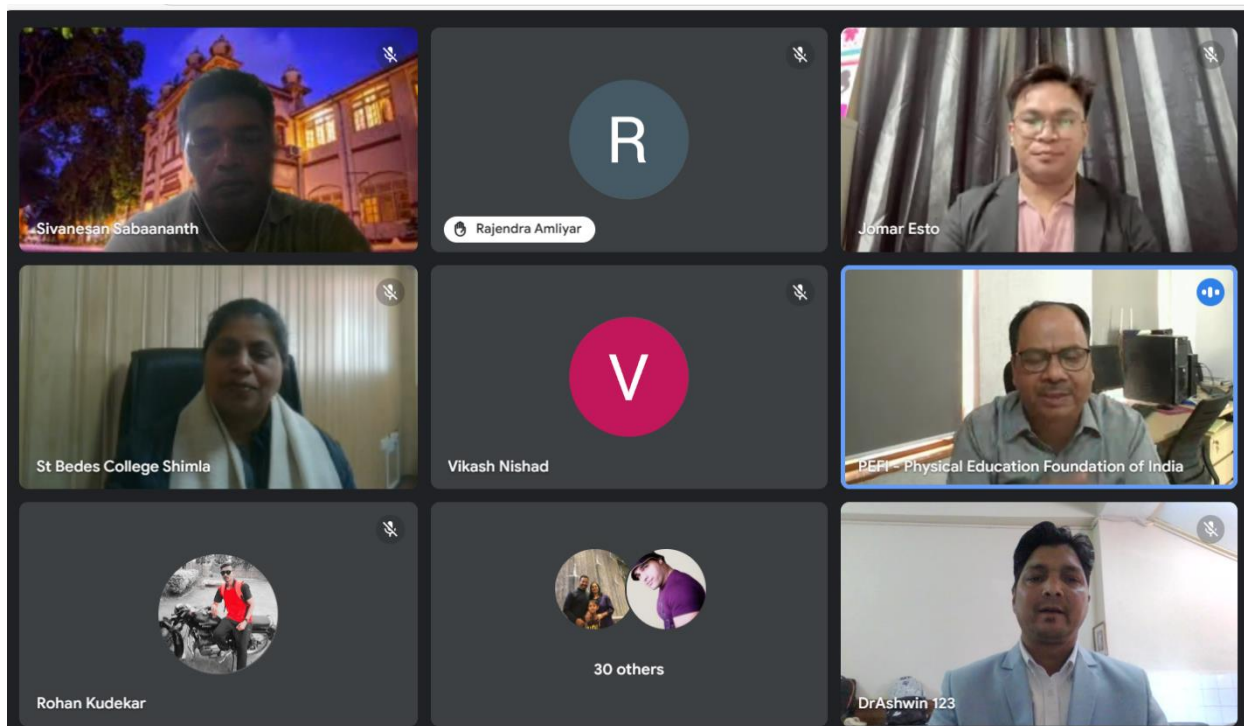 Sivanesan Sabaananth
R
Rajendra Amliyar
Jomar Esto
St Bedes College Shimla
V
Vikash Nishad
PEFI - Physical Education Foundation of India
Rohan Kudekar
30 others
DrAshwin 123